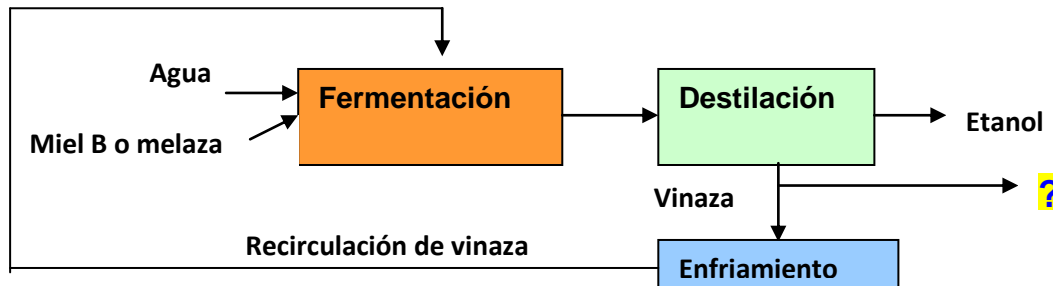 Agua
Fermentación
Destilación
Etanol
Miel B o melaza
Vinaza
?
Recirculación de vinaza
Enfriamiento